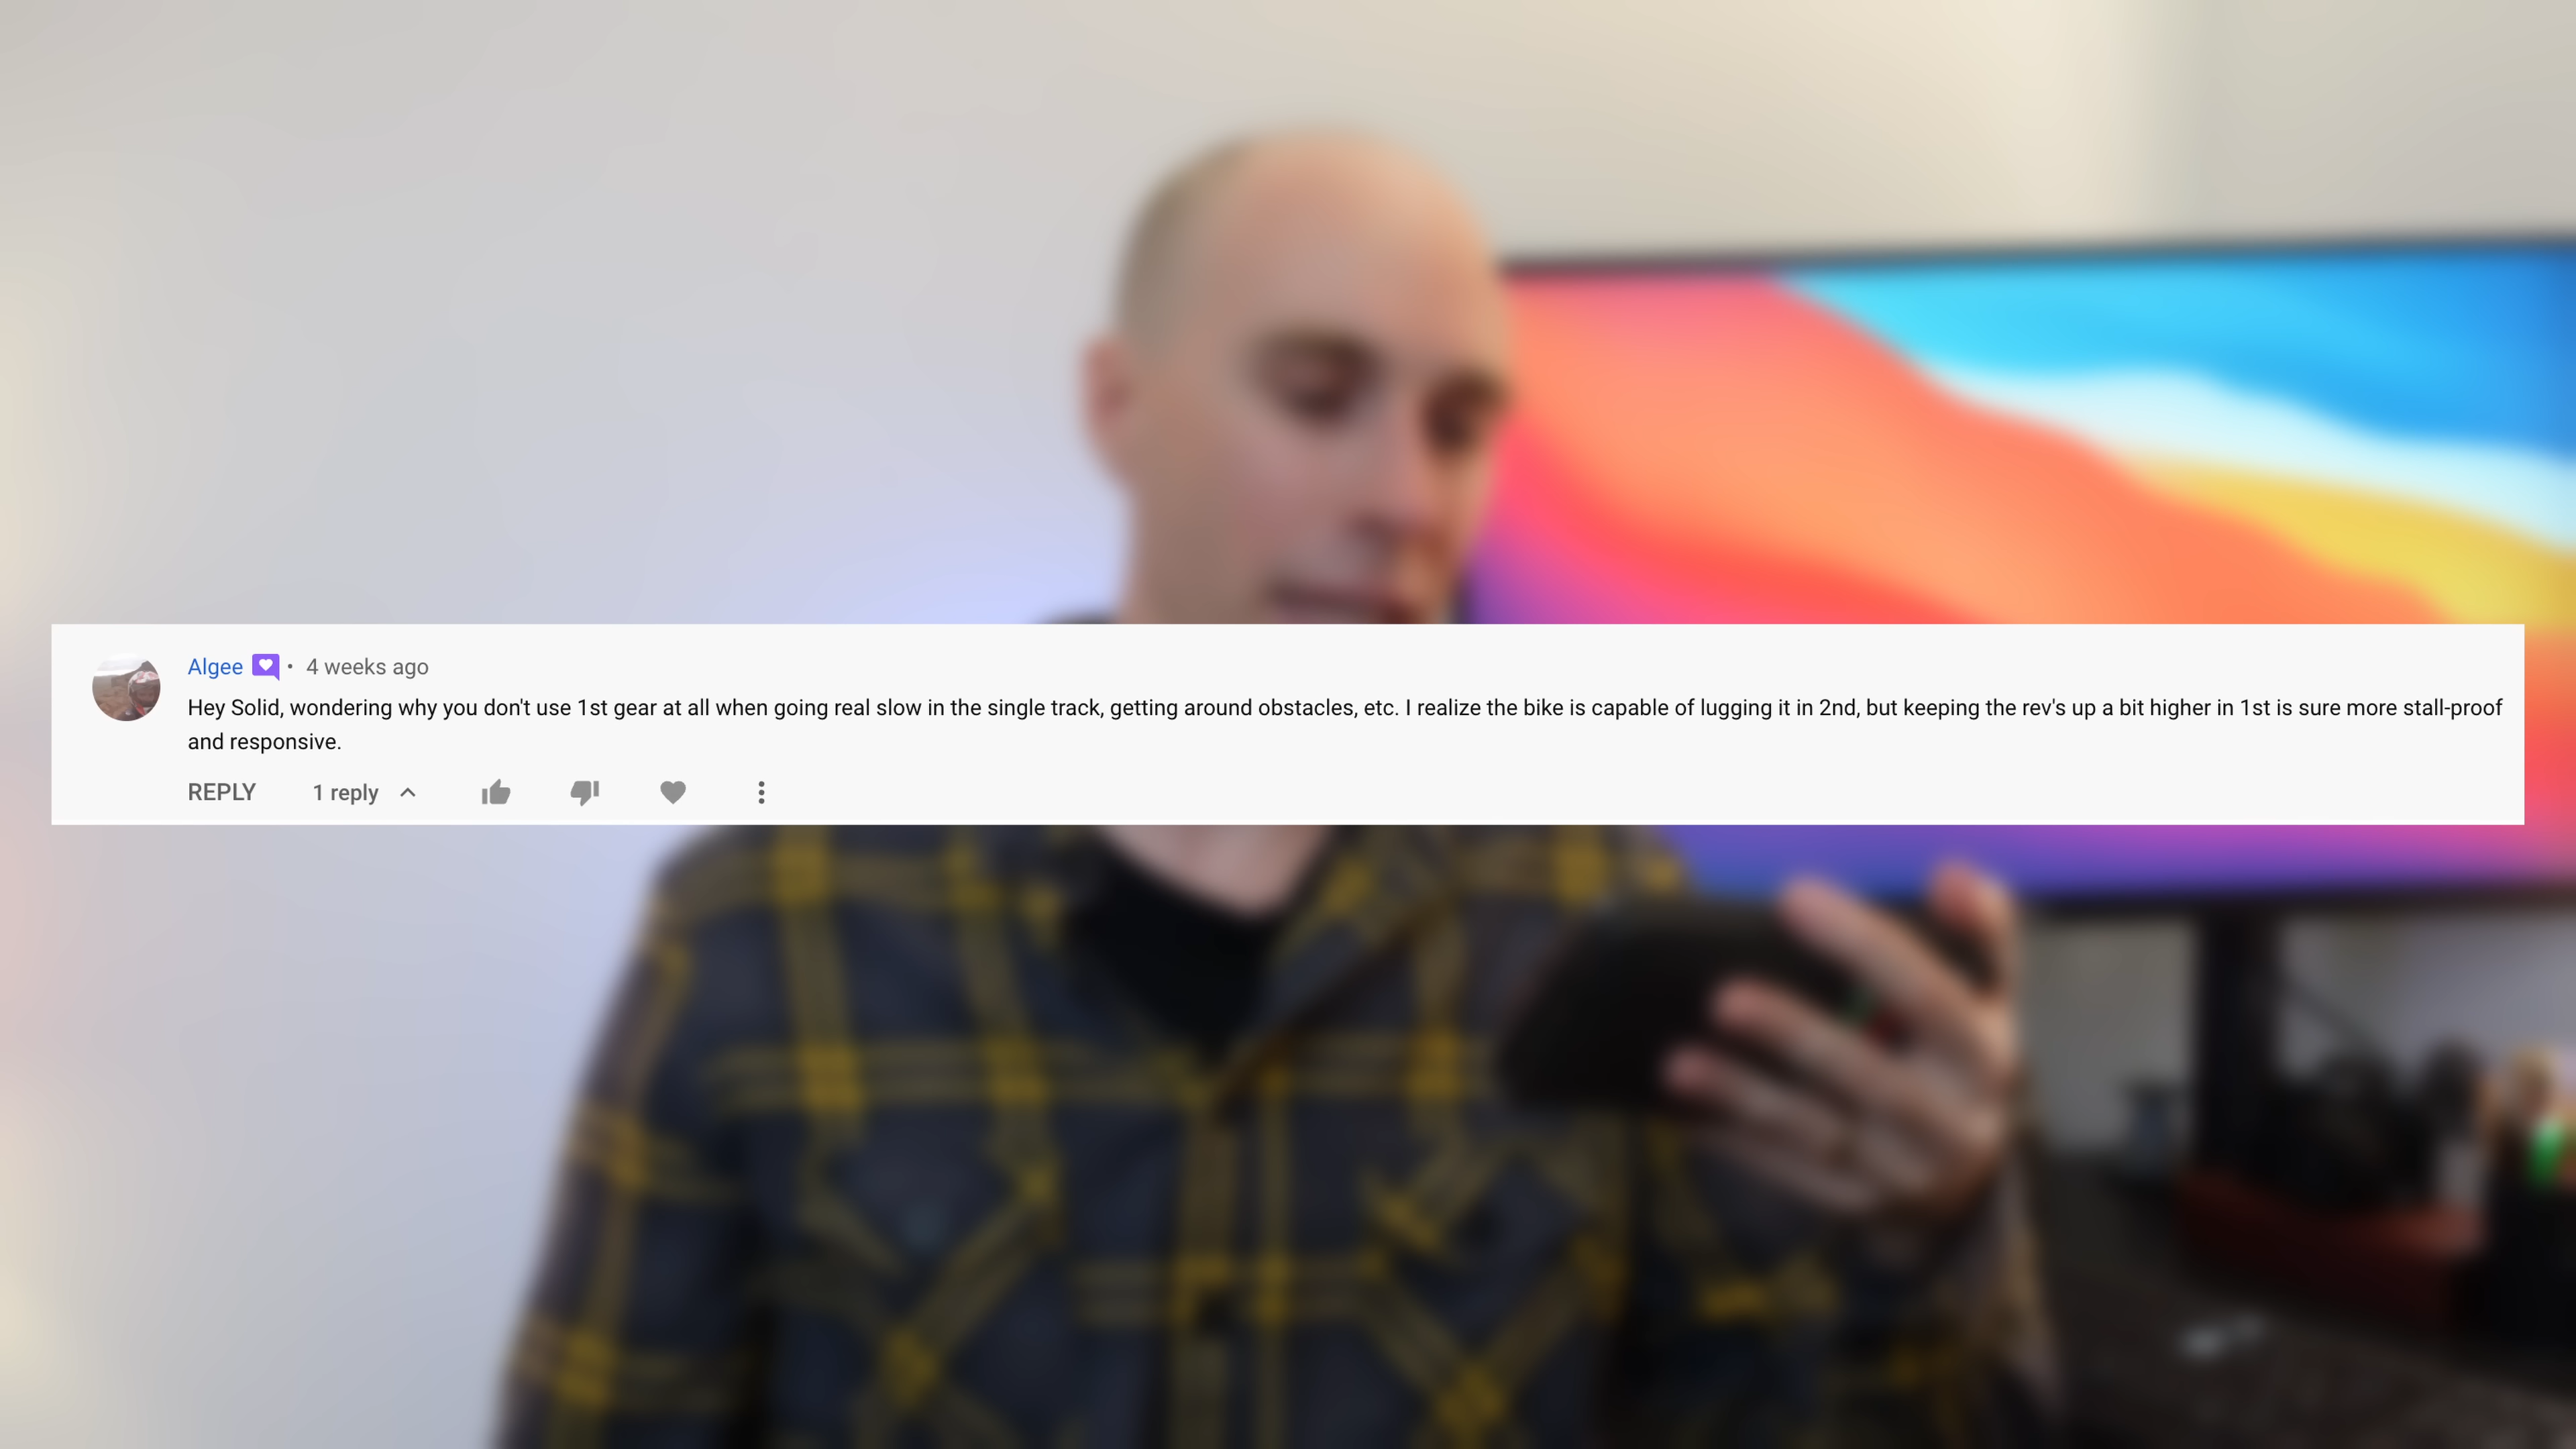 Algee • 4 weeks ago
Hey Solid, wondering why you don't use 1st gear at all when going real slow in the single track, getting around obstacles, etc. I realize the bike is capable of lugging it in 2nd, but keeping the rev's up a bit higher in 1st is sure more stall-proof
and responsive.
REPLY 1 reply